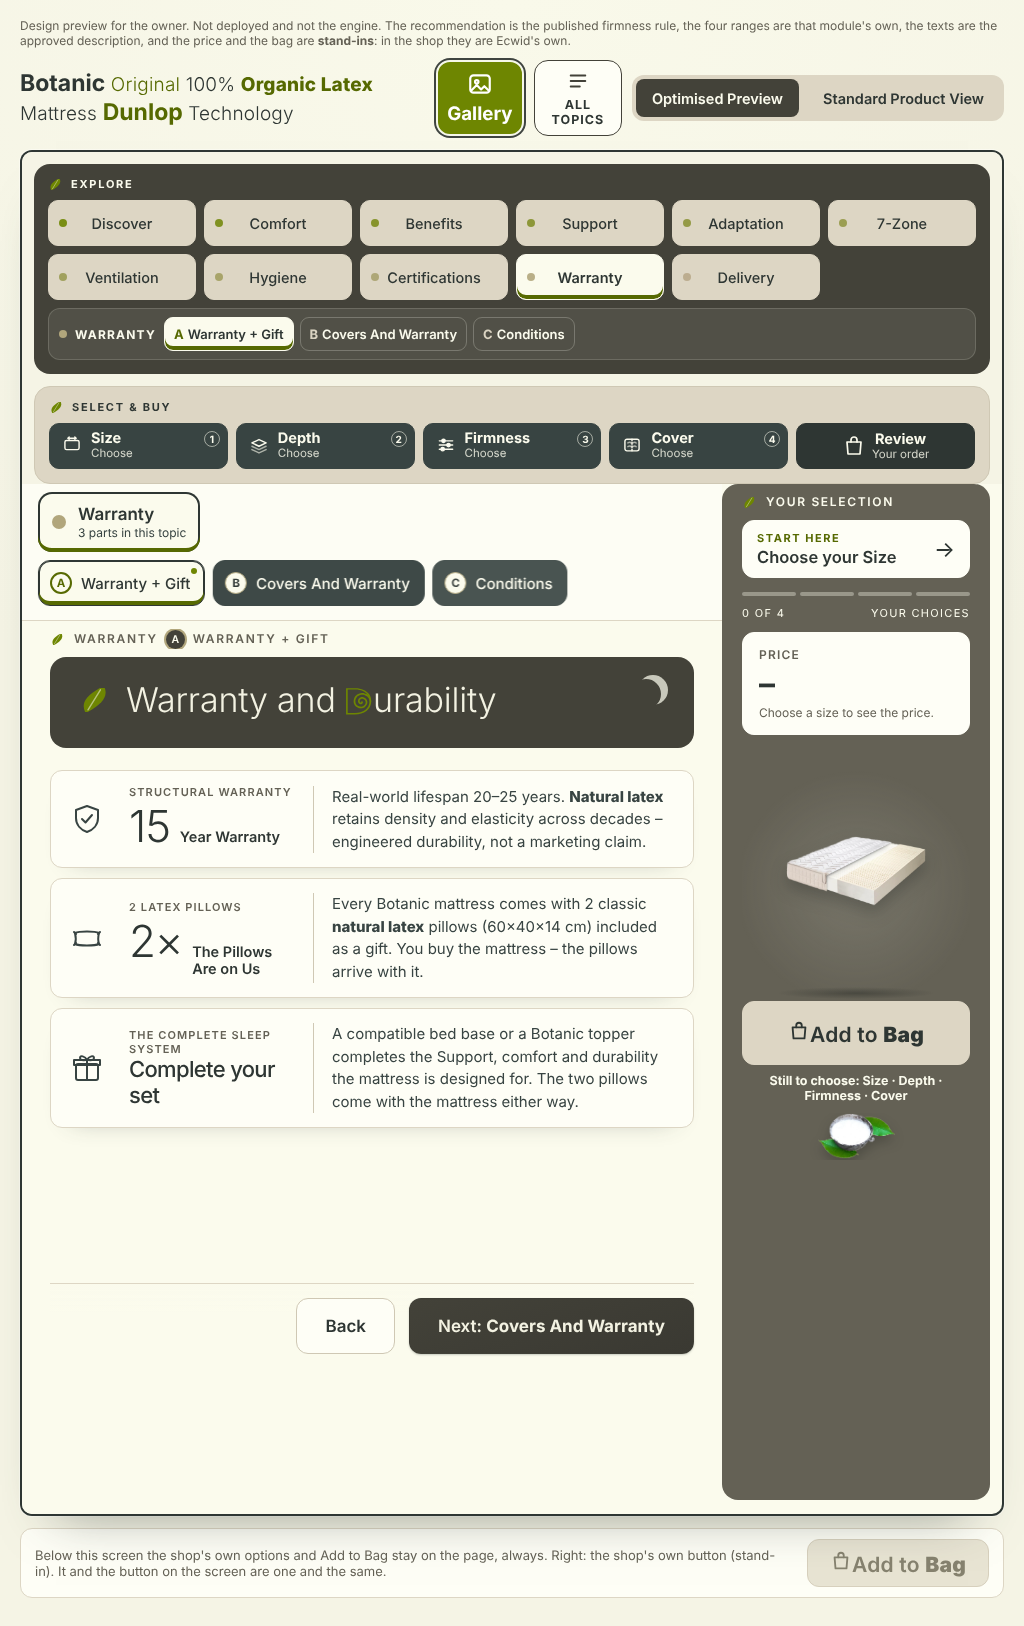 Design preview for the owner. Not deployed and not the engine. The recommendation is the published firmness rule, the four ranges are that module's own, the texts are the
approved description, and the price and the bag are stand-ins: in the shop they are Ecwid's own.
Botanic Original 100% Organic Latex
Mattress Dunlop Technology
Gallery
ALL
TOPICS
Optimised Preview
Standard Product View
EXPLORE
Discover
Comfort
Benefits
Support
Adaptation
7-Zone
Ventilation
Hygiene
Certifications
Warranty
Delivery
WARRANTY
A Warranty + Gift
B Covers And Warranty
C Conditions
SELECT & BUY
Size
Choose
1
Depth
Choose
2
Firmness
Choose
3
Cover
Choose
4
Review
Your order
Warranty
3 parts in this topic
A Warranty + Gift
B Covers And Warranty
C Conditions
WARRANTY A WARRANTY + GIFT
Warranty and Durability
STRUCTURAL WARRANTY
15 Year Warranty
Real-world lifespan 20–25 years. Natural latex
retains density and elasticity across decades –
engineered durability, not a marketing claim.
2 LATEX PILLOWS
2× The Pillows
Are on Us
Every Botanic mattress comes with 2 classic
natural latex pillows (60×40×14 cm) included
as a gift. You buy the mattress – the pillows
arrive with it.
THE COMPLETE SLEEP
SYSTEM
Complete your
set
A compatible bed base or a Botanic topper
completes the Support, comfort and durability
the mattress is designed for. The two pillows
come with the mattress either way.
Back
Next: Covers And Warranty
YOUR SELECTION
START HERE
Choose your Size
0 OF 4
YOUR CHOICES
PRICE
–
Choose a size to see the price.
Add to Bag
Still to choose: Size · Depth ·
Firmness · Cover
Below this screen the shop's own options and Add to Bag stay on the page, always. Right: the shop's own button (stand-
in). It and the button on the screen are one and the same.
Add to Bag